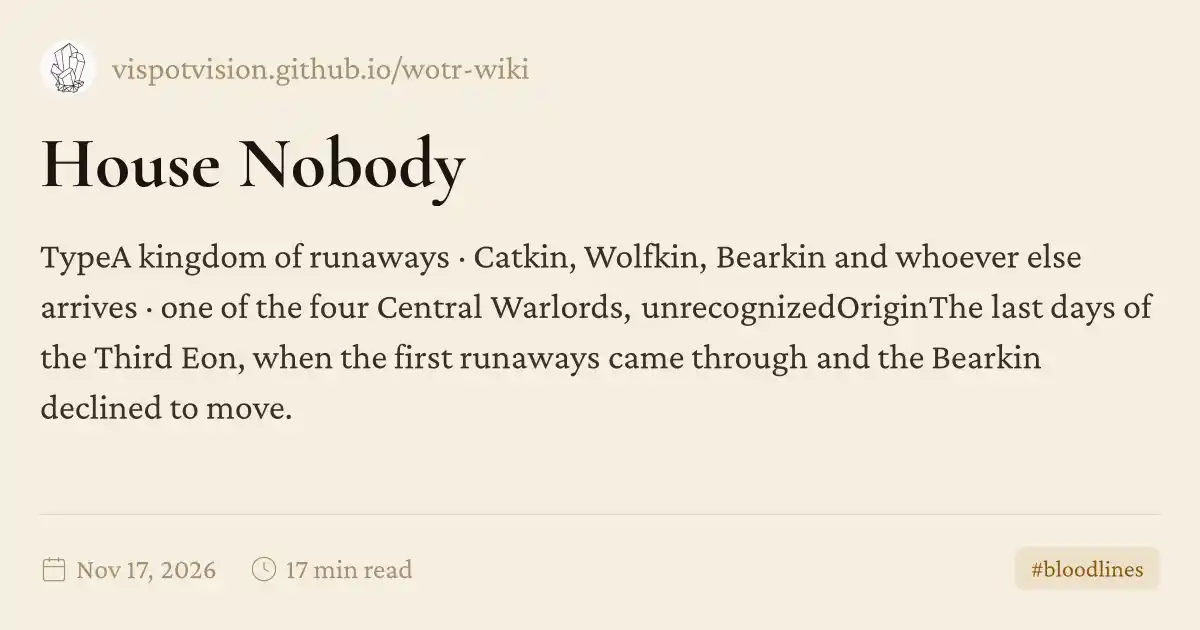 vispotvision.github.io/wotr-wiki
House Nobody
TypeA kingdom of runaways · Catkin, Wolfkin, Bearkin and whoever else
arrives · one of the four Central Warlords, unrecognizedOriginThe last days of
the Third Eon, when the first runaways came through and the Bearkin
declined to move.
Nov 17, 2026
17 min read
#bloodlines